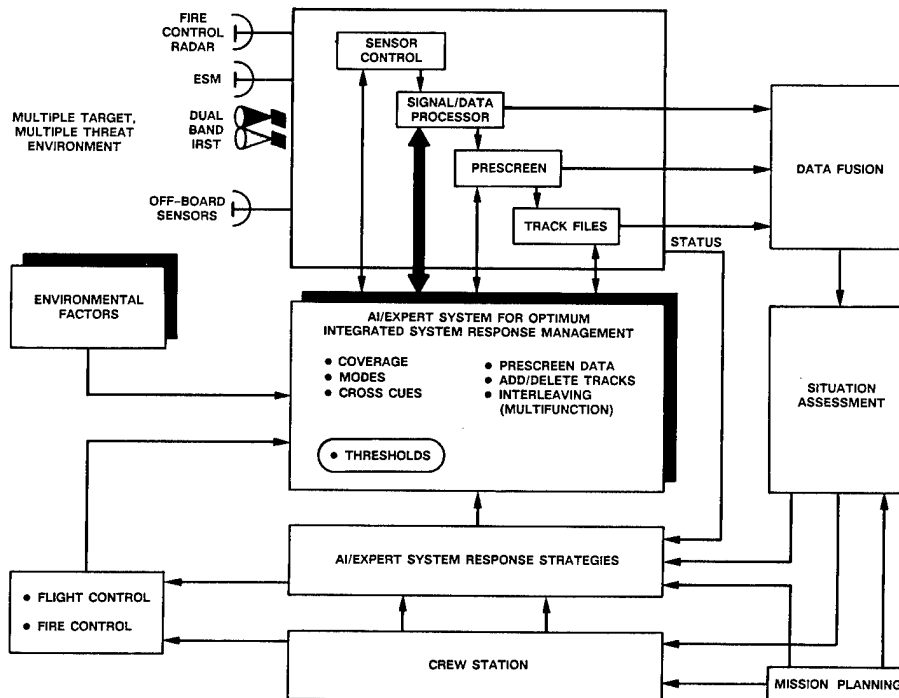 FIRE
CONTROL
RADAR
ESM
MULTIPLE TARGET,
MULTIPLE THREAT
ENVIRONMENT
DUAL
BAND
IRST
OFF-BOARD
SENSORS
SENSOR
CONTROL
SIGNAL/DATA
PROCESSOR
PRESCREEN
TRACK FILES
DATA FUSION
STATUS
ENVIRONMENTAL
FACTORS
AI/EXPERT SYSTEM FOR OPTIMUM
INTEGRATED SYSTEM RESPONSE MANAGEMENT
• COVERAGE
• MODES
• CROSS CUES
• PRESCREEN DATA
• ADD/DELETE TRACKS
• INTERLEAVING
(MULTIFUNCTION)
• THRESHOLDS
SITUATION
ASSESSMENT
AI/EXPERT SYSTEM RESPONSE STRATEGIES
• FLIGHT CONTROL
• FIRE CONTROL
CREW STATION
MISSION PLANNING